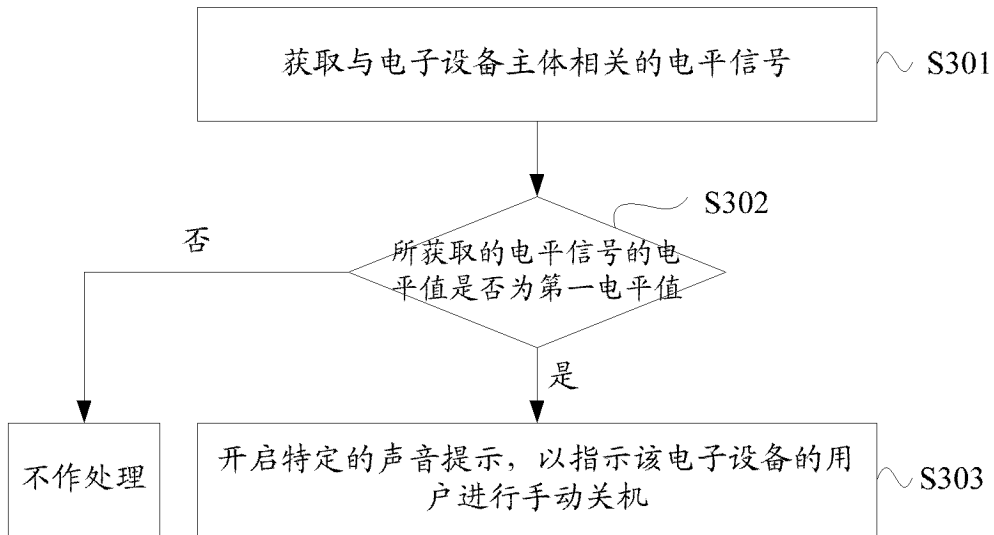 获取与电子设备主体相关的电平信号
S301
S302
否
所获取的电平信号的电
平值是否为第一电平值
是
不作处理
开启特定的声音提示，以指示该电子设备的用
户进行手动关机
S303